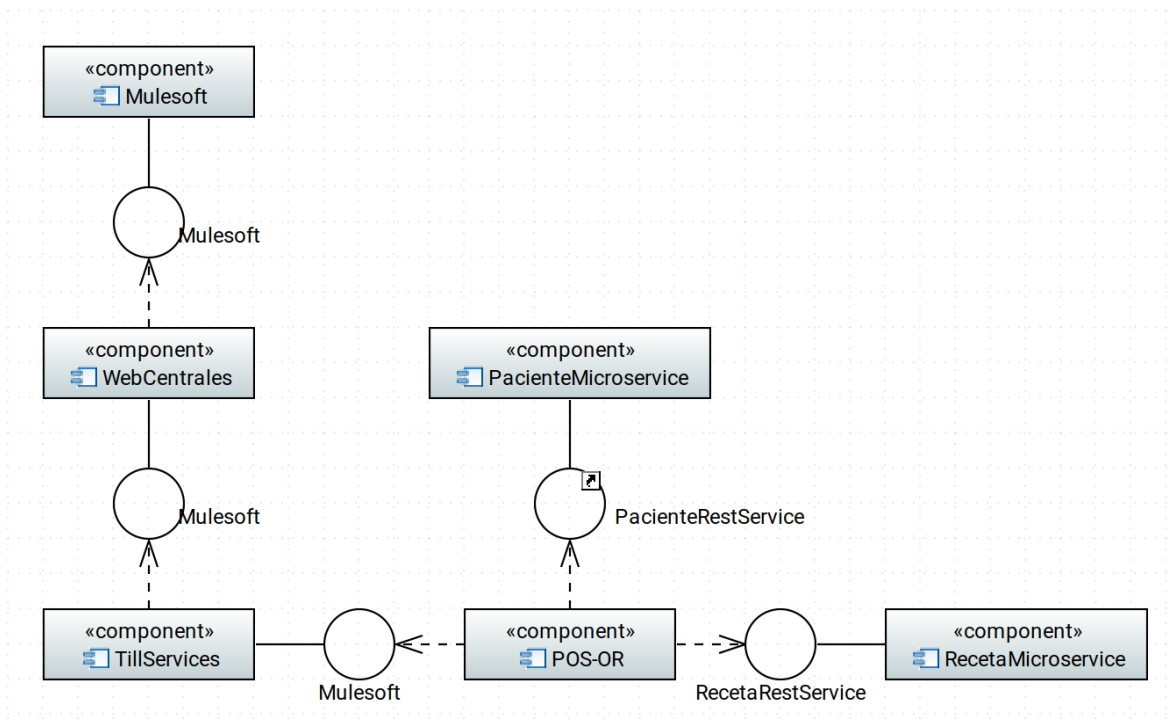 «component»
Mulesoft
Mulesoft
«component»
WebCentrales
«component»
PacienteMicroservice
Mulesoft
PacienteRestService
«component»
TillServices
«component»
POS-OR
«component»
RecetaMicroservice
Mulesoft
RecetaRestService